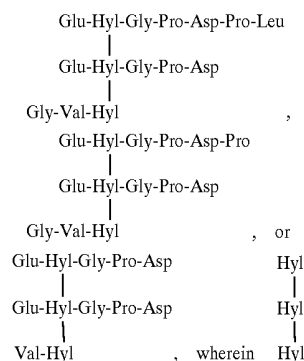 Glu-Hyl-Gly-Pro-Asp-Pro-Leu
Glu-Hyl-Gly-Pro-Asp
Gly-Val-Hyl ,
Glu-Hyl-Gly-Pro-Asp-Pro
Glu-Hyl-Gly-Pro-Asp
Gly-Val-Hyl , or
Glu-Hyl-Gly-Pro-Asp Hyl
Glu-Hyl-Gly-Pro-Asp Hyl
Val-Hyl , wherein Hyl